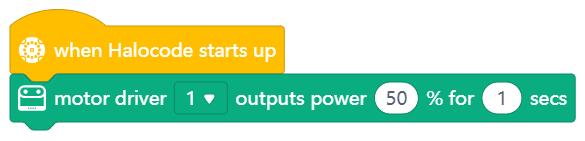 when Halocode starts up
motor driver 1 outputs power 50 % for 1 secs